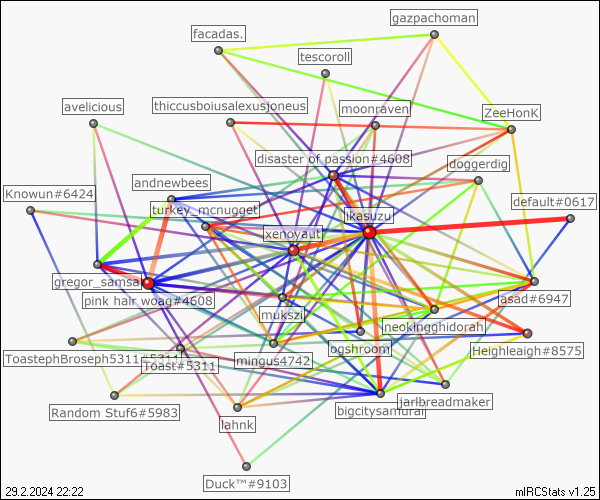 gazpachoman
facadas.
tescoroll
avelicious
thiccusboiusalexusjoneus
moonraven
ZeeHonK
disaster of passion#4608
doggerdig
Knowun#6424
andnewbees
default#0617
turkey_mcnugget
likasuzu
xenoyaut
gregor_samsa
pink hair woag#4608
asad#6947
mukszi
neokingghidorah
ToastephBroseph5311#5311
Toast#5311
mingus4742
ogshroom
Heighleaigh#8575
Random Stuf6#5983
lahnk
bigcitysamurai
jarlbreadmaker
Duck™#9103
29.2.2024 22:22
mIRCStats v1.25